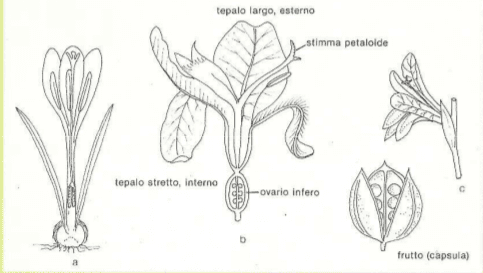 tepalo largo, esterno
stimma petaloide
tepalo stretto, interno
ovario infero
a
b
c
frutto (capsula)